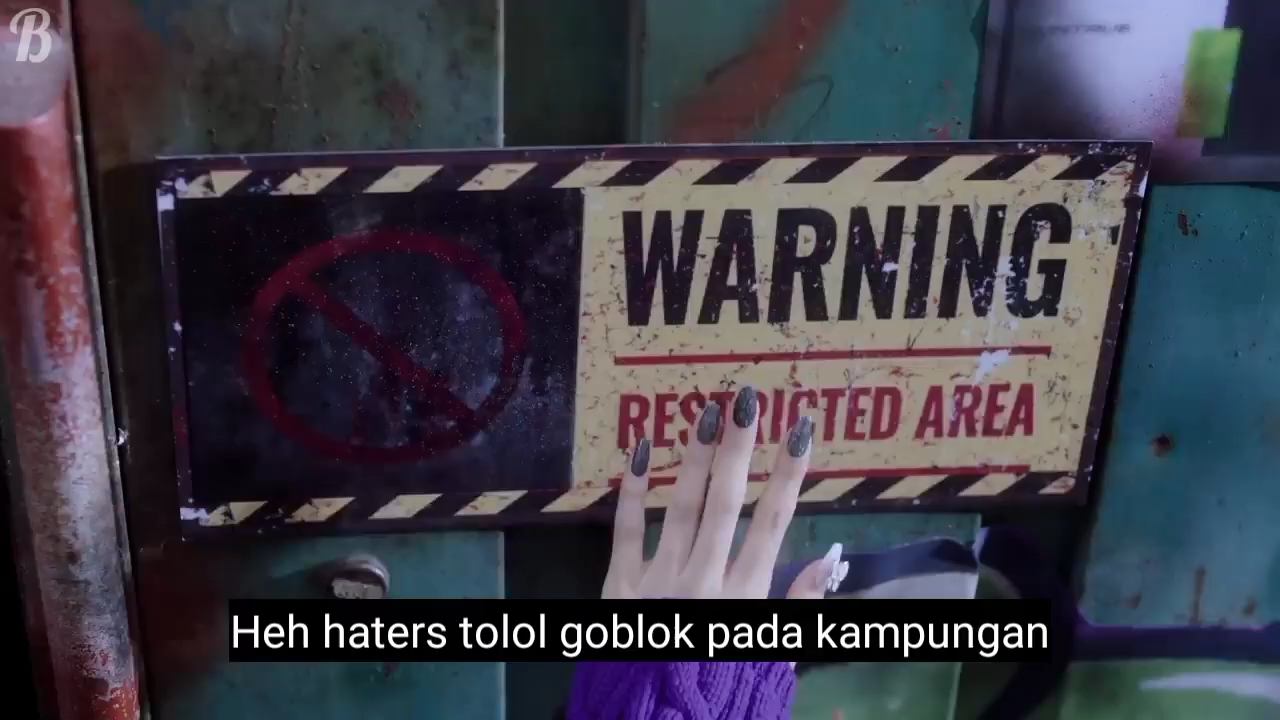 B
WARNING
RESTRICTED AREA
Heh haters tolol goblok pada kampungan